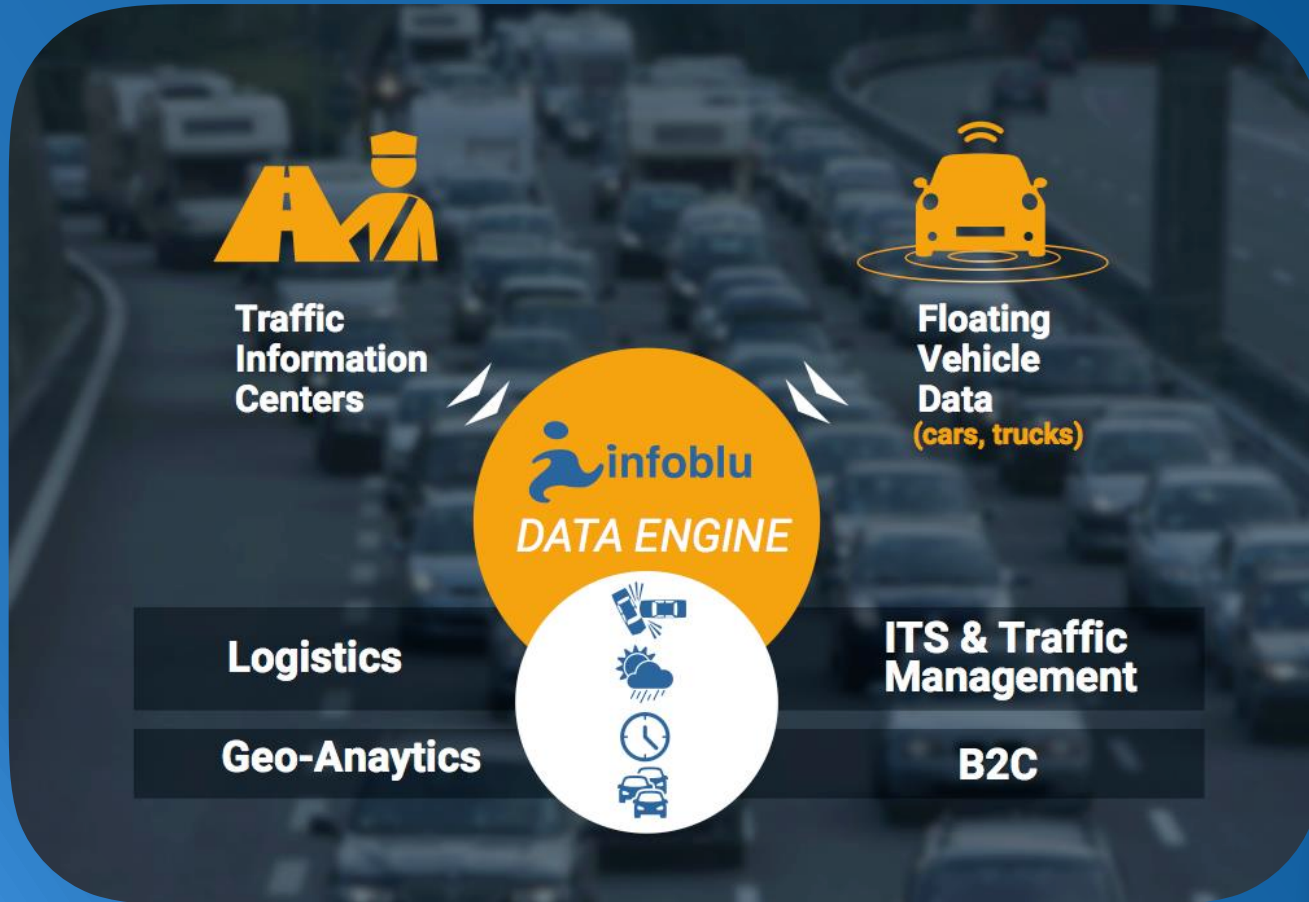 Traffic
Information
Centers
Floating
Vehicle
Data
(cars, trucks)
infoblu
DATA ENGINE
Logistics
ITS & Traffic
Management
Geo-Anaytics
B2C